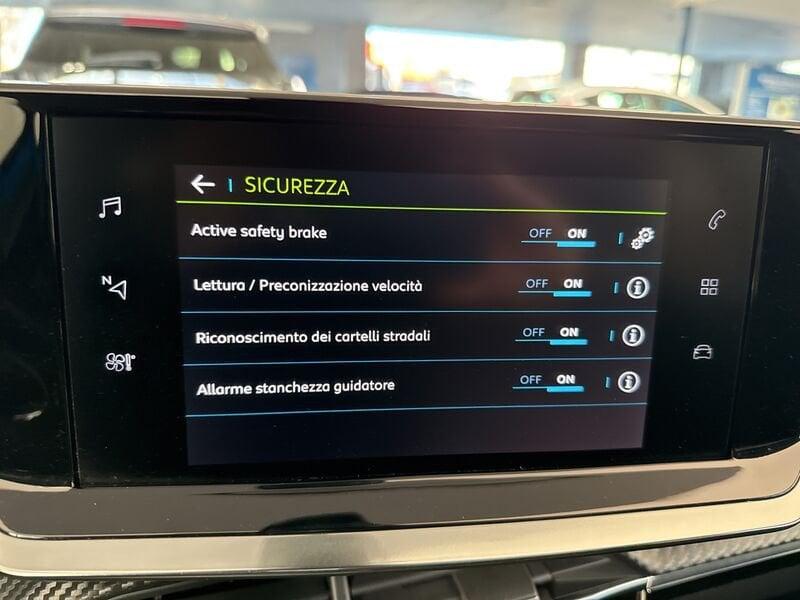 SICUREZZA
Active safety brake OFF ON
Lettura / Preconizzazione velocità OFF ON
Riconoscimento dei cartelli stradali OFF ON
Allarme stanchezza guidatore OFF ON
N